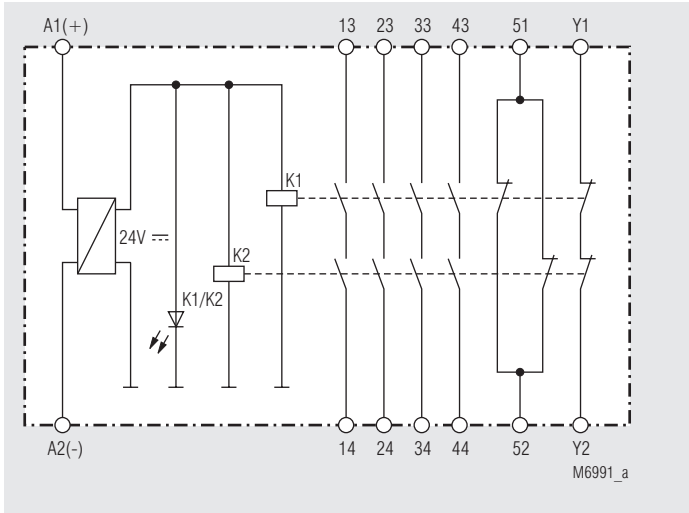 A1(+) 13 23 33 43 51 Y1
K1
24V
K2
K1/K2
A2(-) 14 24 34 44 52 Y2
M6991_a